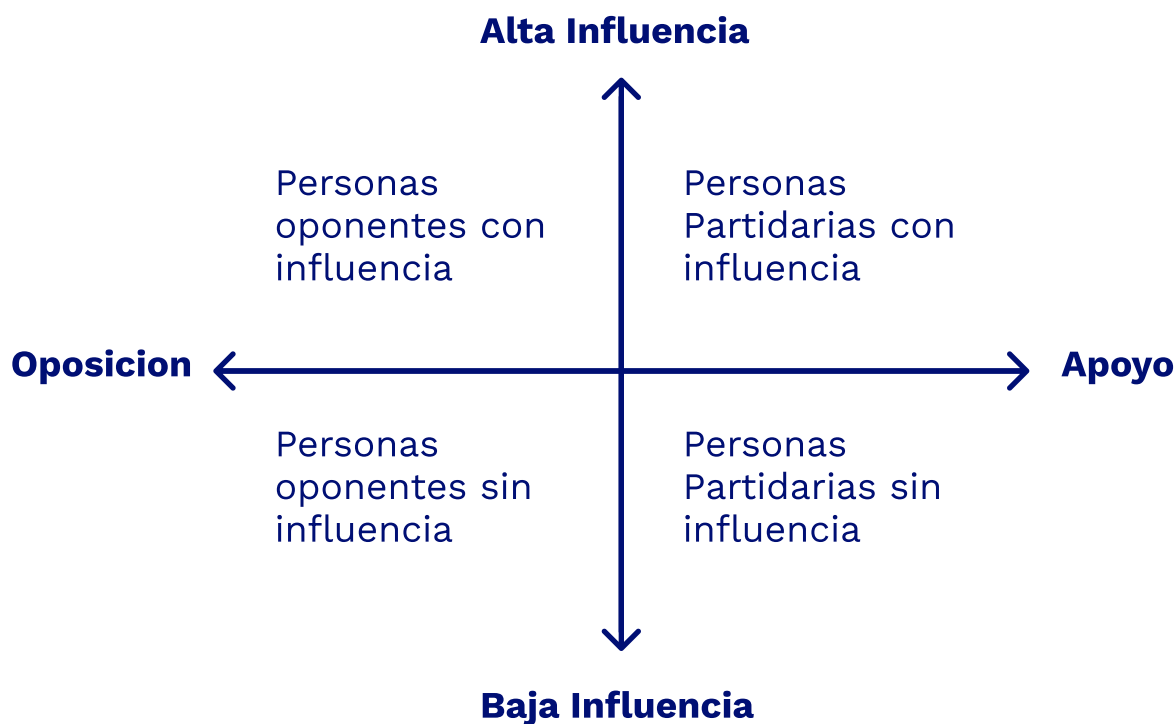 Alta Influencia
Personas
oponentes con
influencia
Personas
Partidarias con
influencia
Oposicion
Apoyo
Personas
oponentes sin
influencia
Personas
Partidarias sin
influencia
Baja Influencia